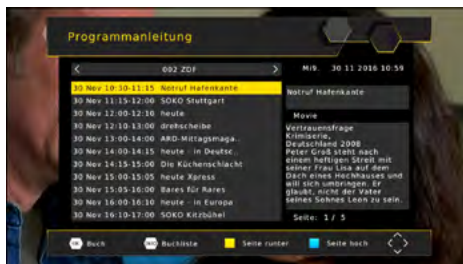 Programmanleitung
< 002 ZDF >
Mi9. 30 11 2016 10:59
30 Nov 10:30-11:15 Notruf Hafenkante
30 Nov 11:15-12:00 SOKO Stuttgart
30 Nov 12:00-12:10 heute
30 Nov 12:10-13:00 drehscheibe
30 Nov 13:00-14:00 ARD-Mittagsmaga..
30 Nov 14:00-14:15 heute - in Deutsc..
30 Nov 14:15-15:00 Die Küchenschlacht
30 Nov 15:00-15:05 heute Xpress
30 Nov 15:05-16:00 Bares für Rares
30 Nov 16:00-16:10 heute - in Europa
30 Nov 16:10-17:00 SOKO Kitzbühel
Notruf Hafenkante
Movie
Vertrauensfrage
Krimiserie,
Deutschland 2008
Peter Groß steht nach
einem heftigen Streit mit
seiner Frau Lisa auf dem
Dach eines Hochhauses und
will sich umbringen. Er
glaubt, nicht der Vater
seines Sohnes Leon zu sein.
Seite: 1 / 5
Buch
Buchliste
Seite runter
Seite hoch